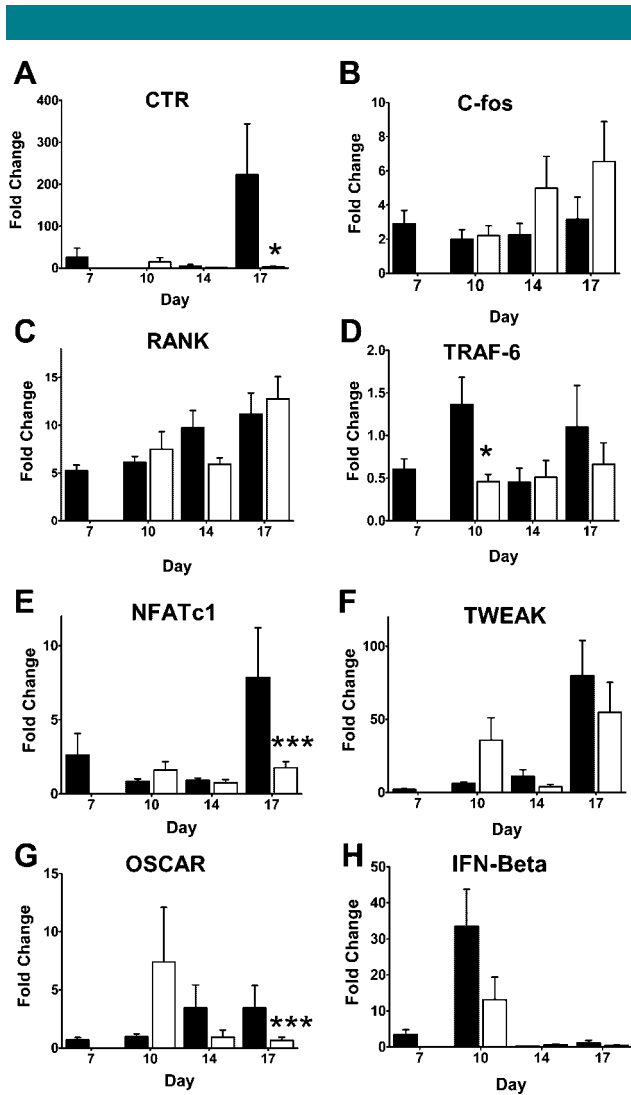 A
CTR
Fold Change
400
300
200
100
0
*
7 10 14 17
Day
B
C-fos
Fold Change
10
8
6
4
2
0
7 10 14 17
Day
C
RANK
Fold Change
15
10
5
0
7 10 14 17
Day
D
TRAF-6
Fold Change
2.0
1.5
1.0
0.5
0.0
*
7 10 14 17
Day
E
NFATc1
Fold Change
10
5
0
***
7 10 14 17
Day
F
TWEAK
Fold Change
100
50
0
7 10 14 17
Day
G
OSCAR
Fold Change
15
10
5
0
***
7 10 14 17
Day
H
IFN-Beta
Fold Change
50
40
30
20
10
0
7 10 14 17
Day